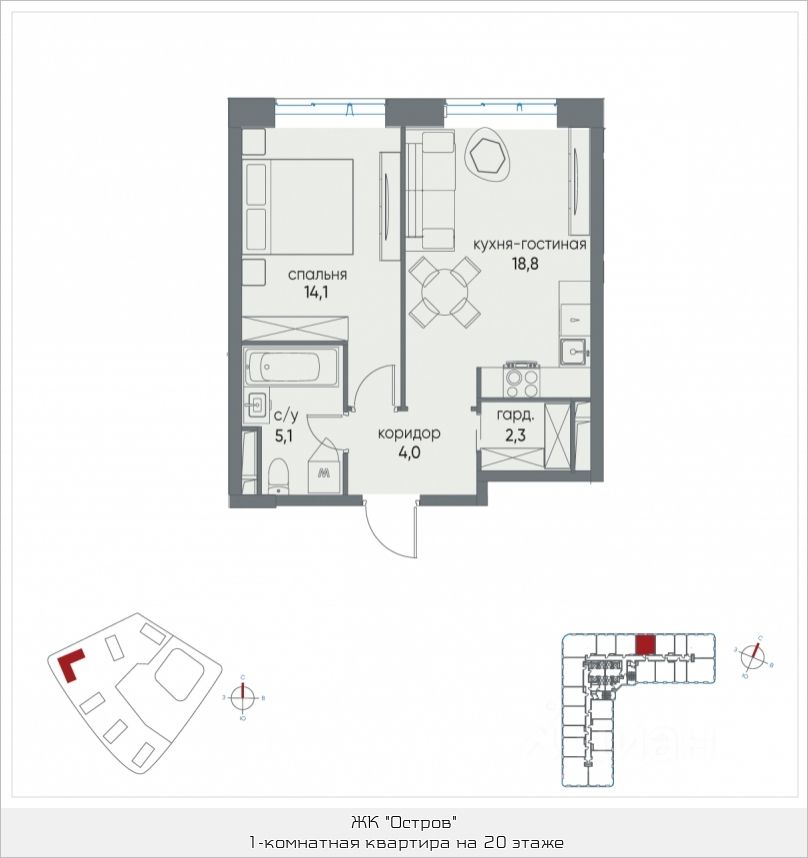 кухня-гостиная
18,8
спальня
14,1
с/у
5,1
коридор
4,0
гард.
2,3
М
С
З
В
Ю
С
З
В
Ю
циан
ЖК "Остров"
1-комнатная квартира на 20 этаже